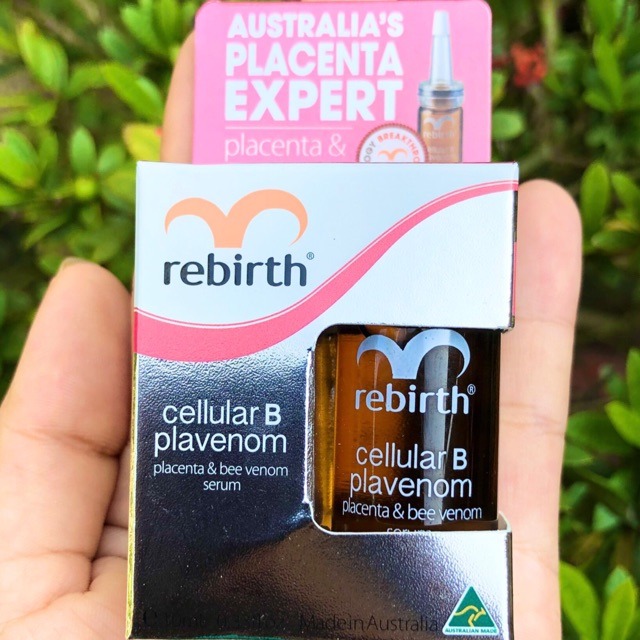 AUSTRALIA'S
PLACENTA
EXPERT
placenta &
rebirth®
cellular B
plavenom
placenta & bee venom
serum
rebirth®
cellular B
plavenom
placenta & bee venom
serum
Made in Australia
AUSTRALIAN MADE